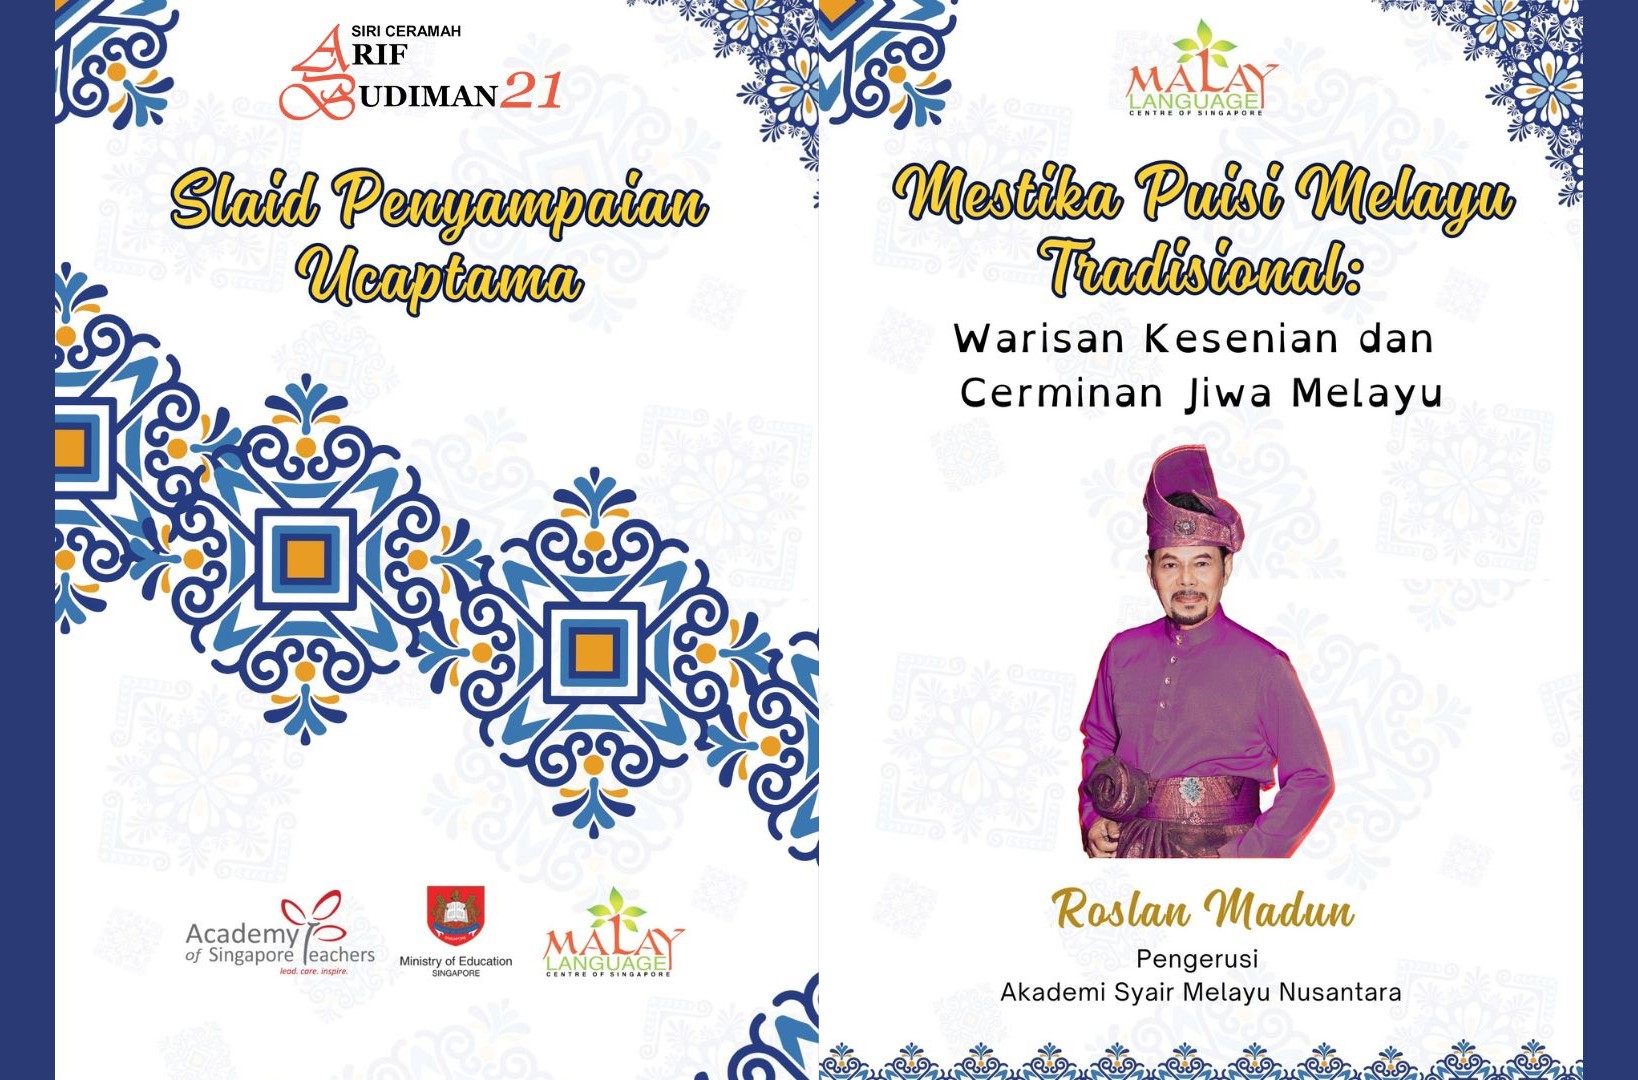 SIRI CERAMAH
ARIF
BUDIMAN21
Slaid Penyampaian
Ucaptama
Academy
of Singapore Teachers
lead. care. inspire.
Ministry of Education
SINGAPORE
MALAY
LANGUAGE
CENTRE OF SINGAPORE
MALAY
LANGUAGE
CENTRE OF SINGAPORE
Mestika Puisi Melayu
Tradisional:
Warisan Kesenian dan
Cerminan Jiwa Melayu
Roslan Madun
Pengerusi
Akademi Syair Melayu Nusantara